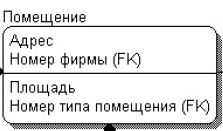 Помещение
Адрес
Номер фирмы (FK)
Площадь
Номер типа помещения (FK)